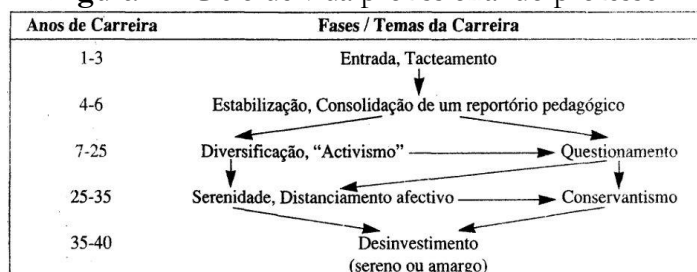 Anos de Carreira Fases / Temas da Carreira
1-3 Entrada, Tacteamento
4-6 Estabilização, Consolidação de um reportório pedagógico
7-25 Diversificação, “Activismo” Questionamento
25-35 Serenidade, Distanciamento afectivo Conservantismo
35-40 Desinvestimento
(sereno ou amargo)